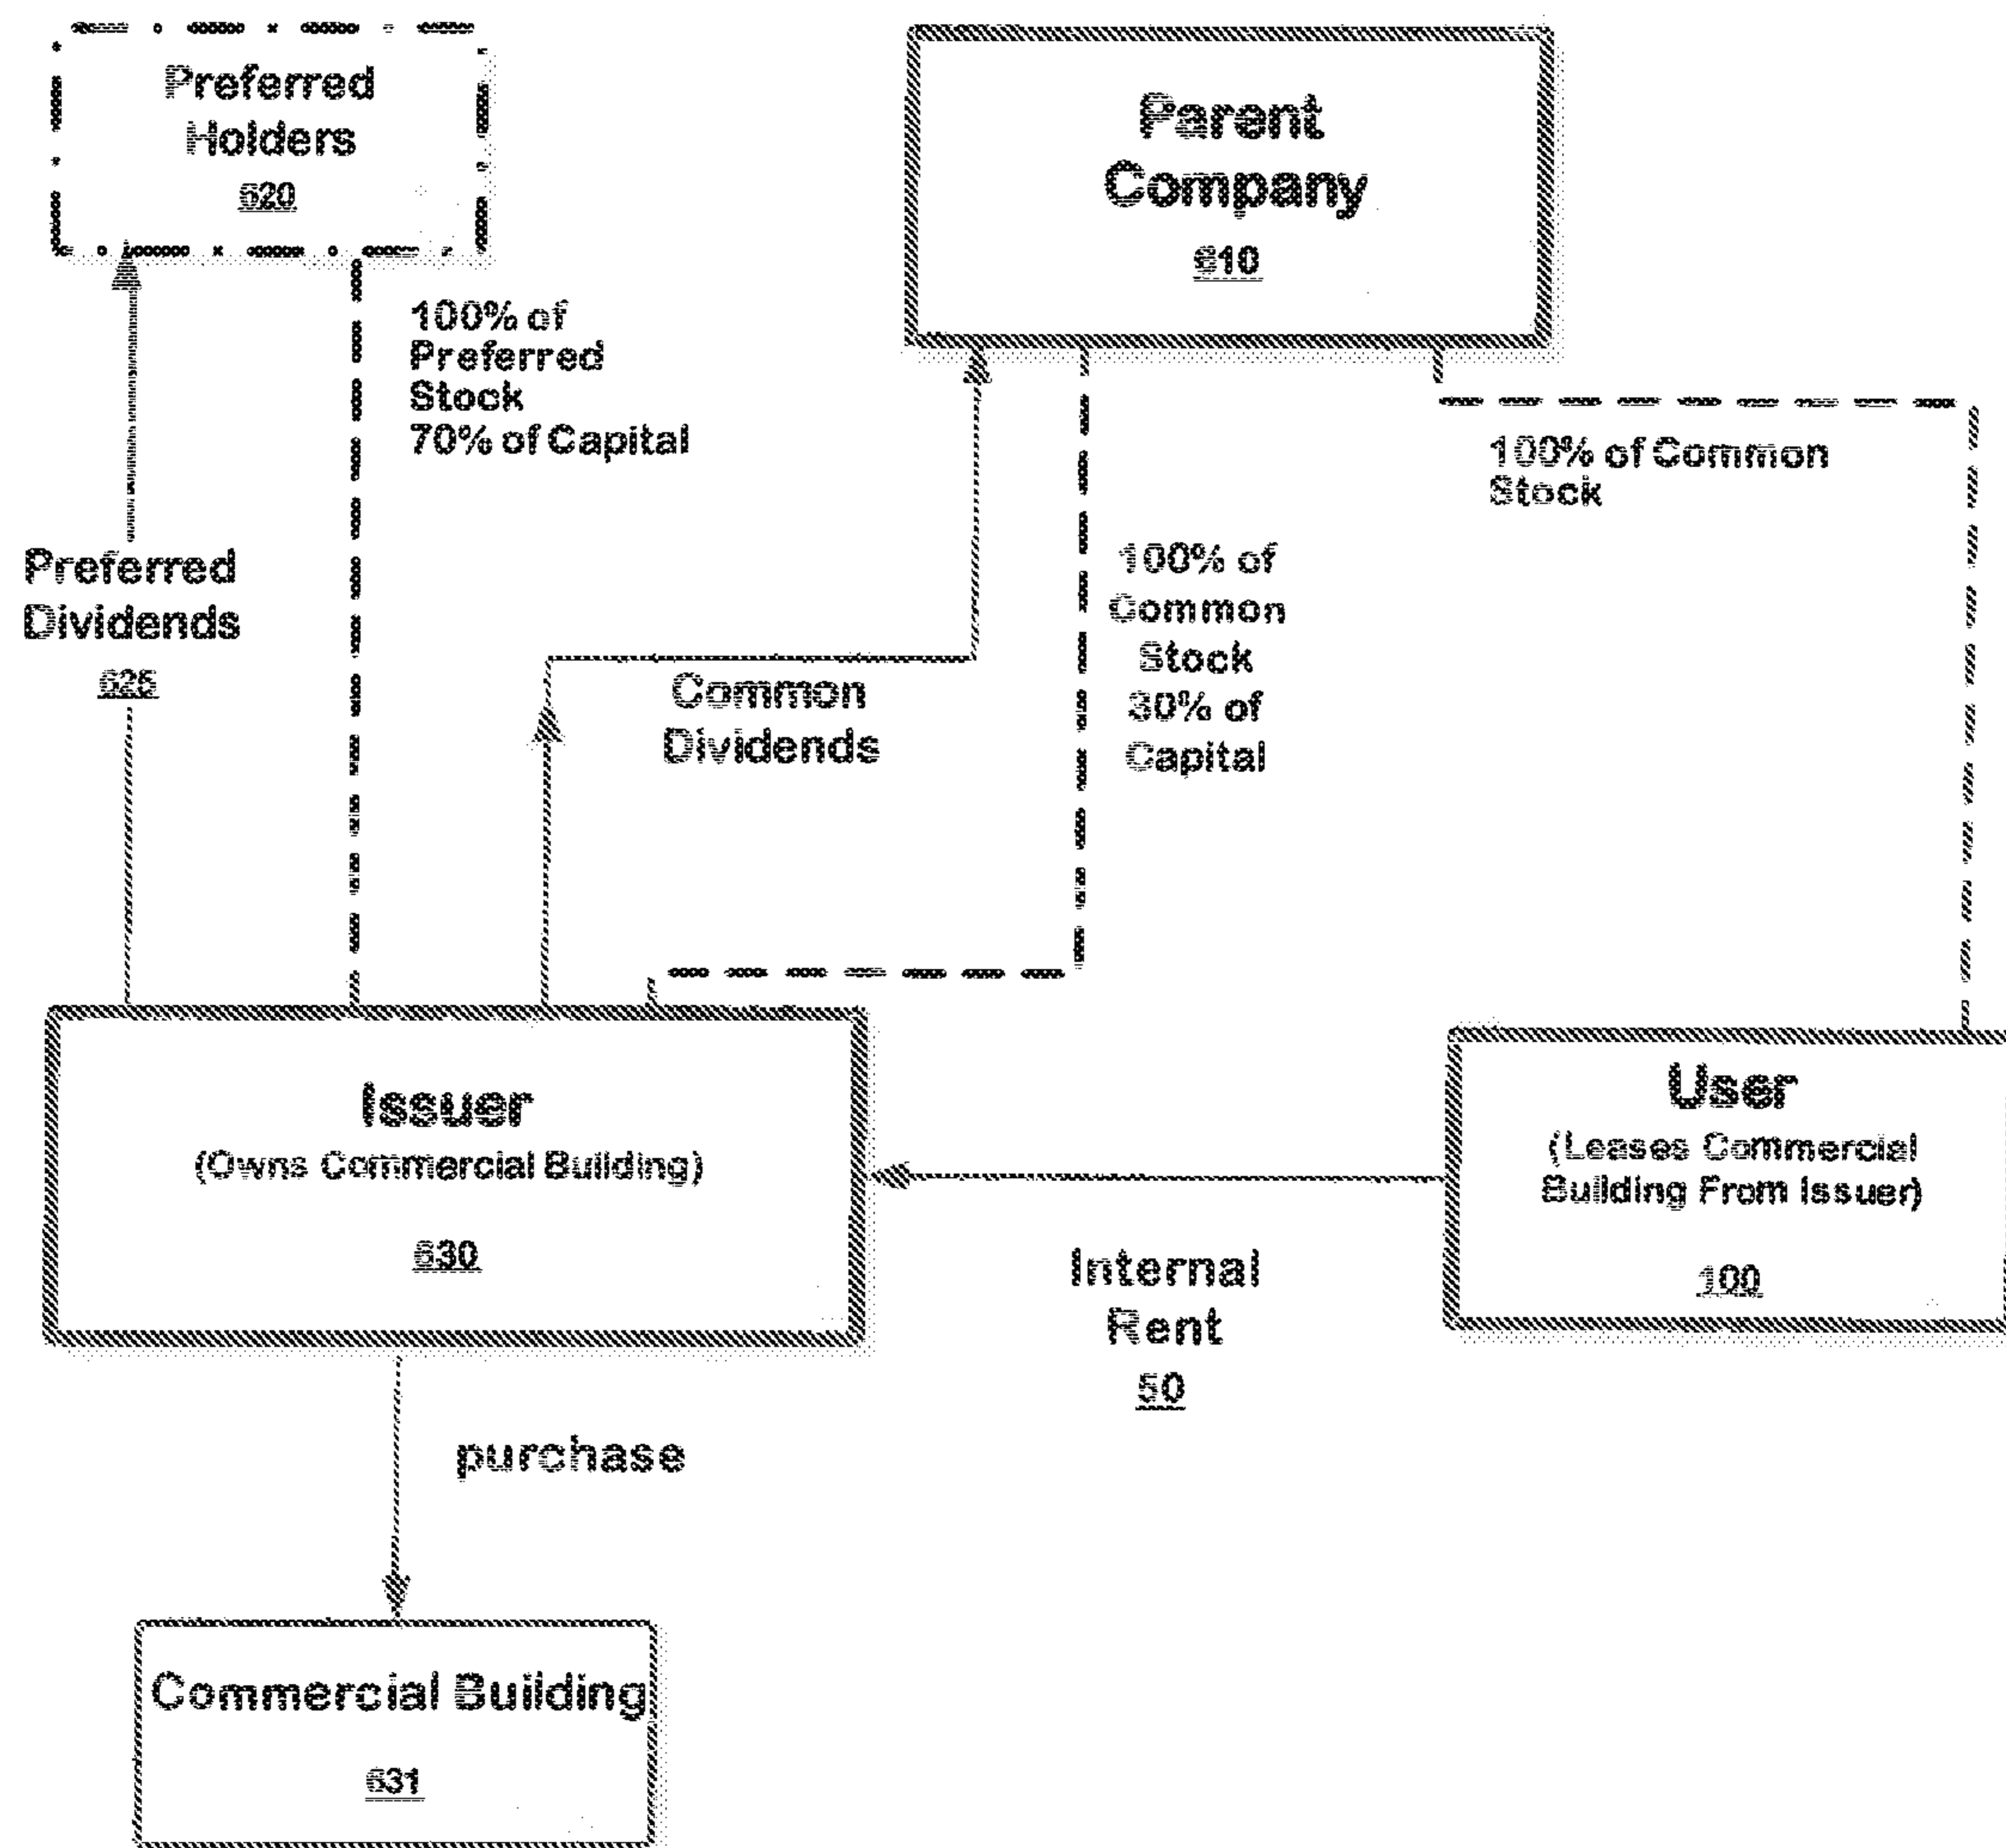 Preferred
Holders
620
Parent
Company
610
100% of
Preferred
Stock
70% of Capital
100% of Common
Stock
Preferred
Dividends
625
100% of
Common
Stock
30% of
Capital
Common
Dividends
Issuer
(Owns Commercial Building)
630
User
(Leases Commercial
Building From Issuer)
100
Internal
Rent
50
purchase
Commercial Building
631